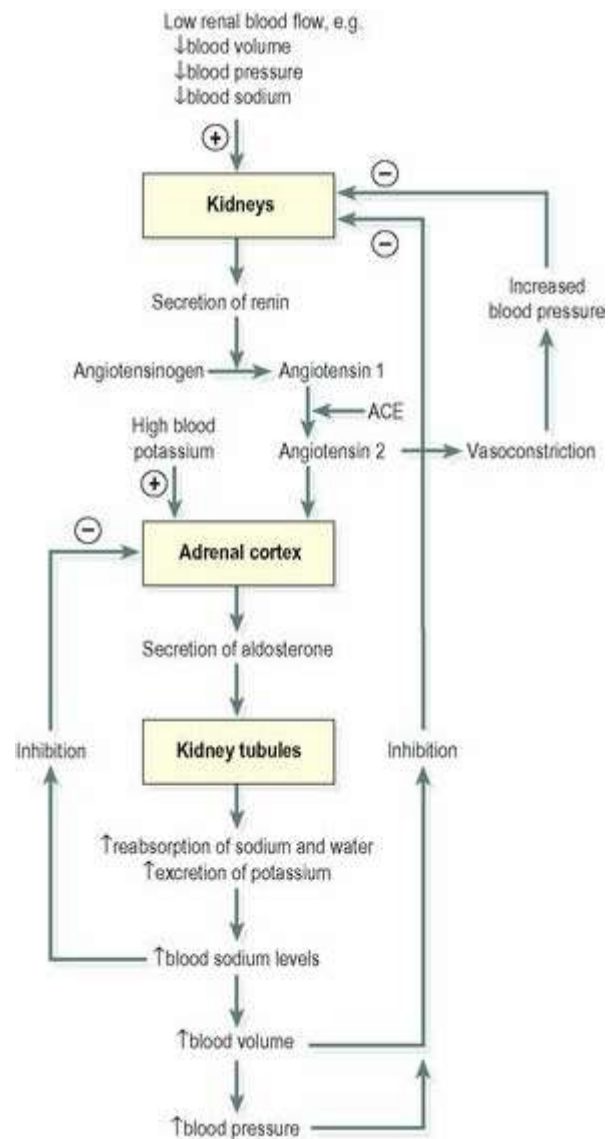 Low renal blood flow, e.g.
↓blood volume
↓blood pressure
↓blood sodium
+
−
Kidneys
−
Secretion of renin
Increased
blood pressure
Angiotensinogen
Angiotensin 1
ACE
High blood
potassium
Angiotensin 2
Vasoconstriction
+
−
Adrenal cortex
Secretion of aldosterone
Kidney tubules
Inhibition
Inhibition
↑reabsorption of sodium and water
↑excretion of potassium
↑blood sodium levels
↑blood volume
↑blood pressure